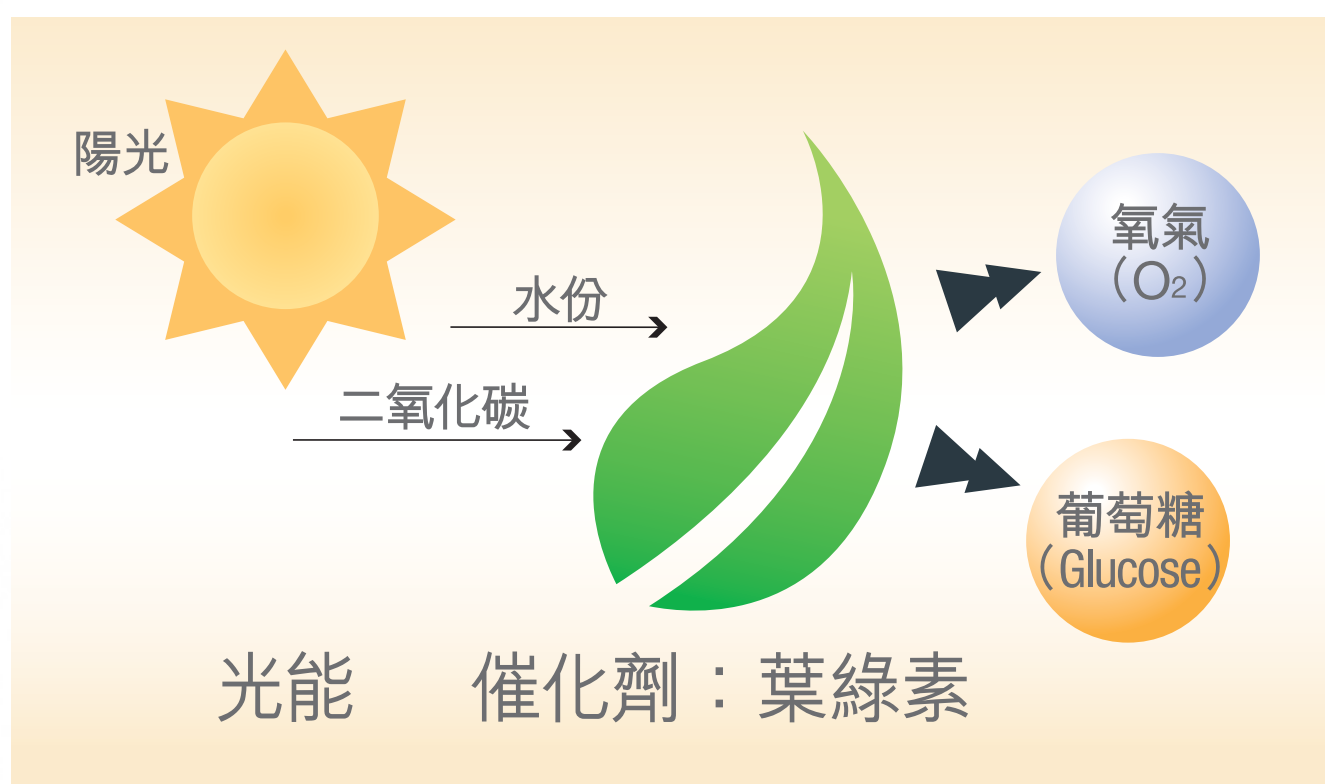 陽光
水份
二氧化碳
氧氣
（O₂）
葡萄糖
（Glucose）
光能 催化劑：葉綠素